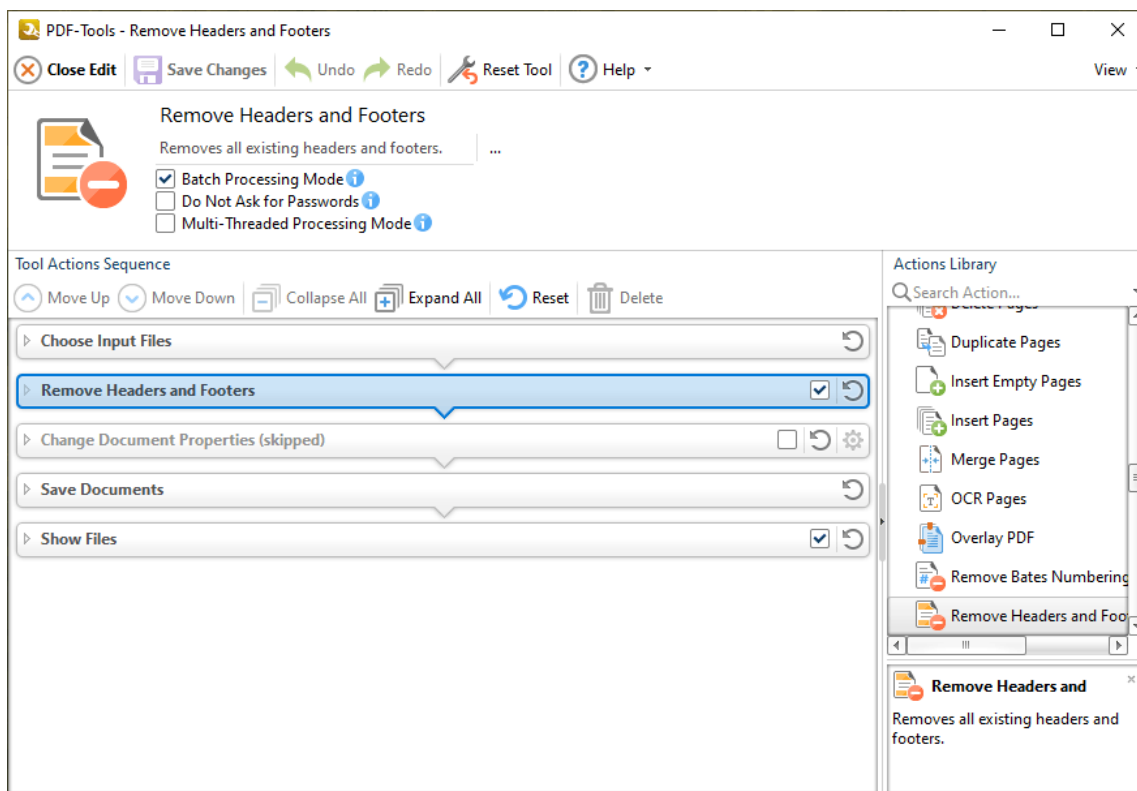 PDF-Tools - Remove Headers and Footers
Close Edit Save Changes Undo Redo Reset Tool ? Help View
Remove Headers and Footers
Removes all existing headers and footers. ...
Batch Processing Mode i
Do Not Ask for Passwords i
Multi-Threaded Processing Mode i
Tool Actions Sequence
Move Up Move Down Collapse All Expand All Reset Delete
Choose Input Files
Remove Headers and Footers
Change Document Properties (skipped)
Save Documents
Show Files
Actions Library
Search Action...
Delete Pages
Duplicate Pages
Insert Empty Pages
Insert Pages
Merge Pages
T OCR Pages
Overlay PDF
# Remove Bates Numbering
Remove Headers and Foo
Remove Headers and
Removes all existing headers and
footers.